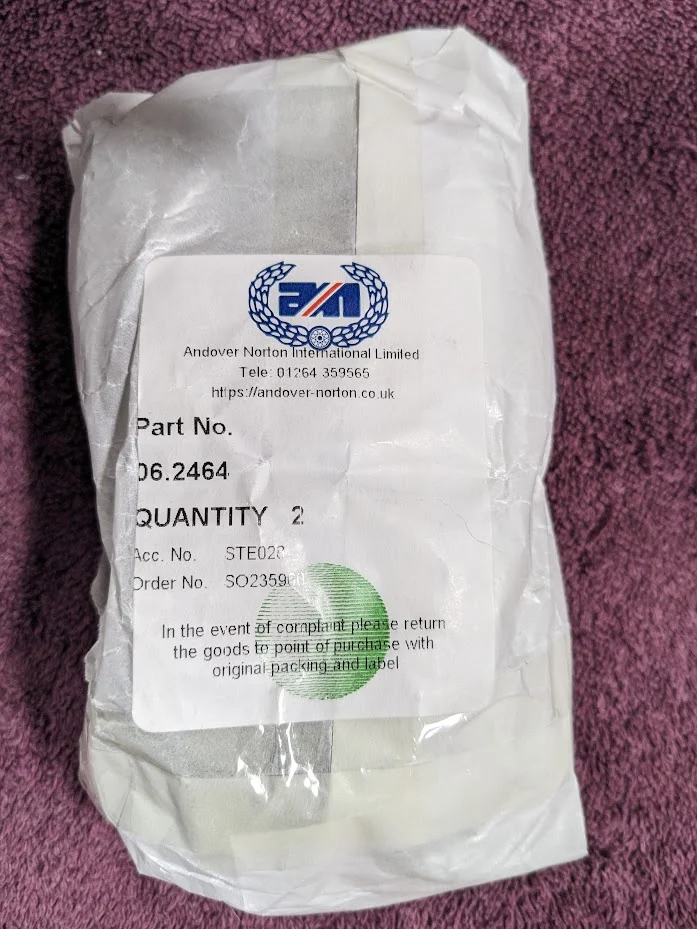 an
Andover Norton International Limited
Tele: 01264 359565
https://andover-norton.co.uk
Part No.
06.2464
QUANTITY 2
Acc. No. STE028
Order No.
In the event of complaint please return
the goods to point of purchase with
original packing and label